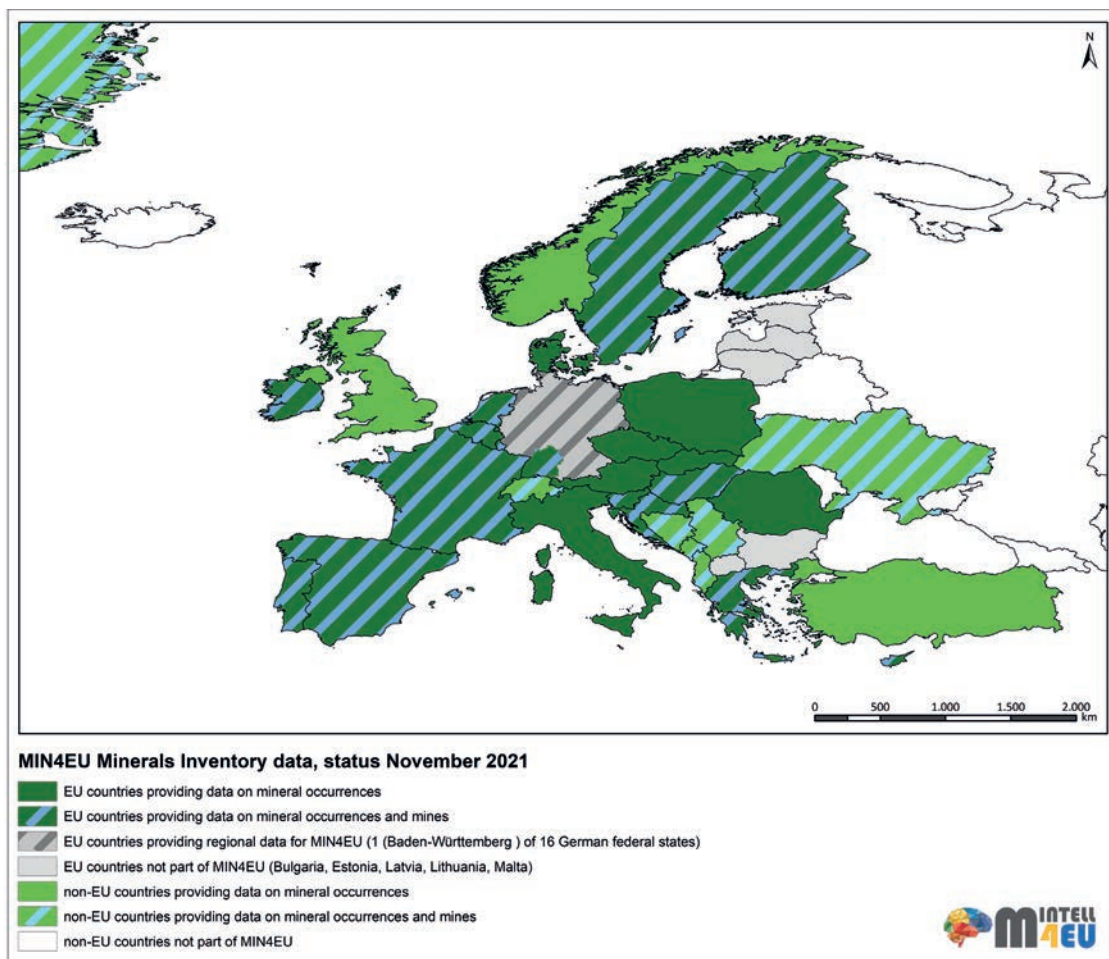 N
0 500 1.000 1.500 2.000
km
MIN4EU Minerals Inventory data, status November 2021
EU countries providing data on mineral occurrences
EU countries providing data on mineral occurrences and mines
EU countries providing regional data for MIN4EU (1 (Baden-Württemberg ) of 16 German federal states)
EU countries not part of MIN4EU (Bulgaria, Estonia, Latvia, Lithuania, Malta)
non-EU countries providing data on mineral occurrences
non-EU countries providing data on mineral occurrences and mines
non-EU countries not part of MIN4EU
MINTELL
4EU